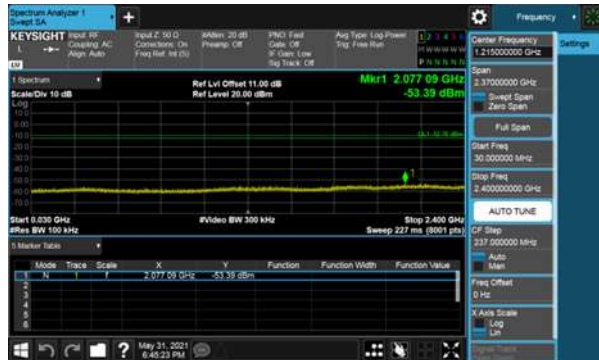 Spectrum Analyzer 1
Swept SA
Frequency
KEYSIGHT
Input: RF
Coupling: AC
Align: Auto
Input Z: 50 Ω
Corrections: On
Freq Ref: Int (S)
#Atten: 20 dB
Preamp: Off
PNO: Fast
Gate: Off
IF Gain: Low
Sig Track: Off
Avg Type: Log-Power
Trig: Free Run
Center Frequency
1.215000000 GHz
Settings
Span
2.37000000 GHz
Swept Span
Zero Span
Full Span
Start Freq
30.000000 MHz
Stop Freq
2.400000000 GHz
AUTO TUNE
CF Step
237.000000 MHz
Auto
Man
Freq Offset
0 Hz
X Axis Scale
Log
Lin
1 Spectrum
Scale/Div 10 dB
Log
Ref Lvl Offset 11.00 dB
Ref Level 20.00 dBm
Mkr1 2.077 09 GHz
-53.39 dBm
1
Start 0.030 GHz
#Res BW 100 kHz
#Video BW 300 kHz
Stop 2.400 GHz
Sweep 227 ms (8001 pts)
5 Marker Table
Mode Trace Scale X Y Function Function Width Function Value
1 N 1 f 2.077 09 GHz -53.39 dBm
2
3
4
5
6
May 31, 2021
6:45:23 PM